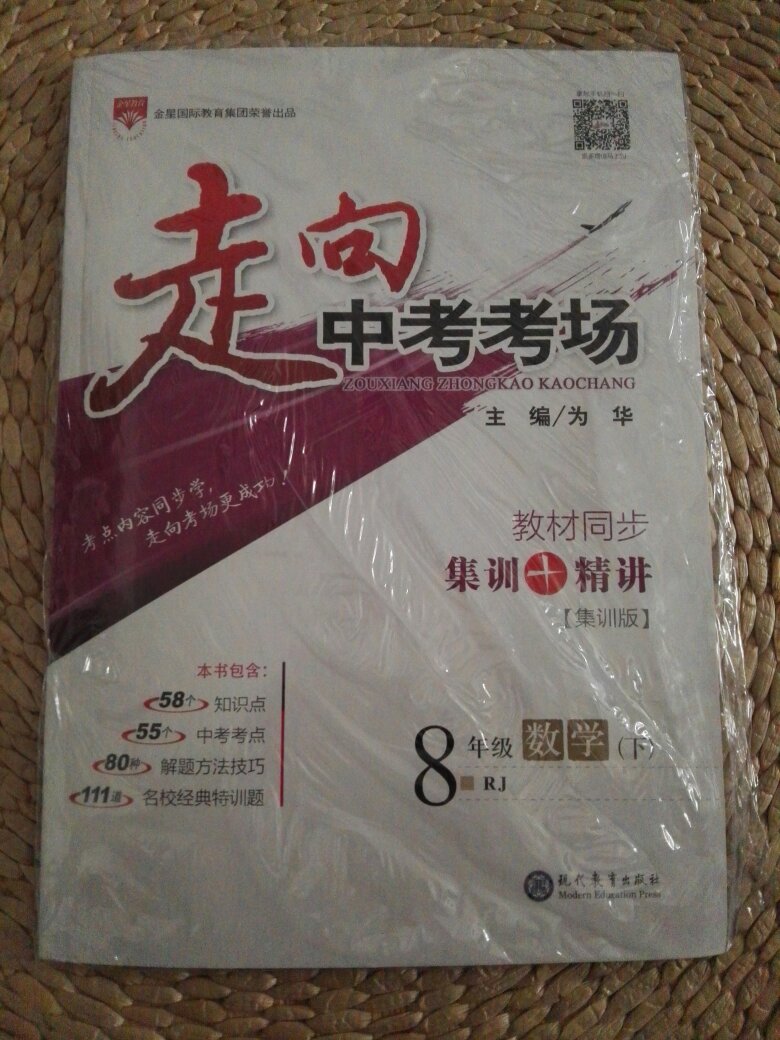 金星教育
金星国际教育集团荣誉出品
走向
中考考场
ZOUXIANG ZHONGKAO KAOCHANG
主 编/为 华
考点内容同步学,
走向考场更成功!
教材同步
集训+精讲
【集训版】
本书包含:
58个 知识点
55个 中考考点
80种 解题方法技巧
111道 名校经典特训题
8年级 数学 (下)
RJ
现代教育出版社
Modern Education Press